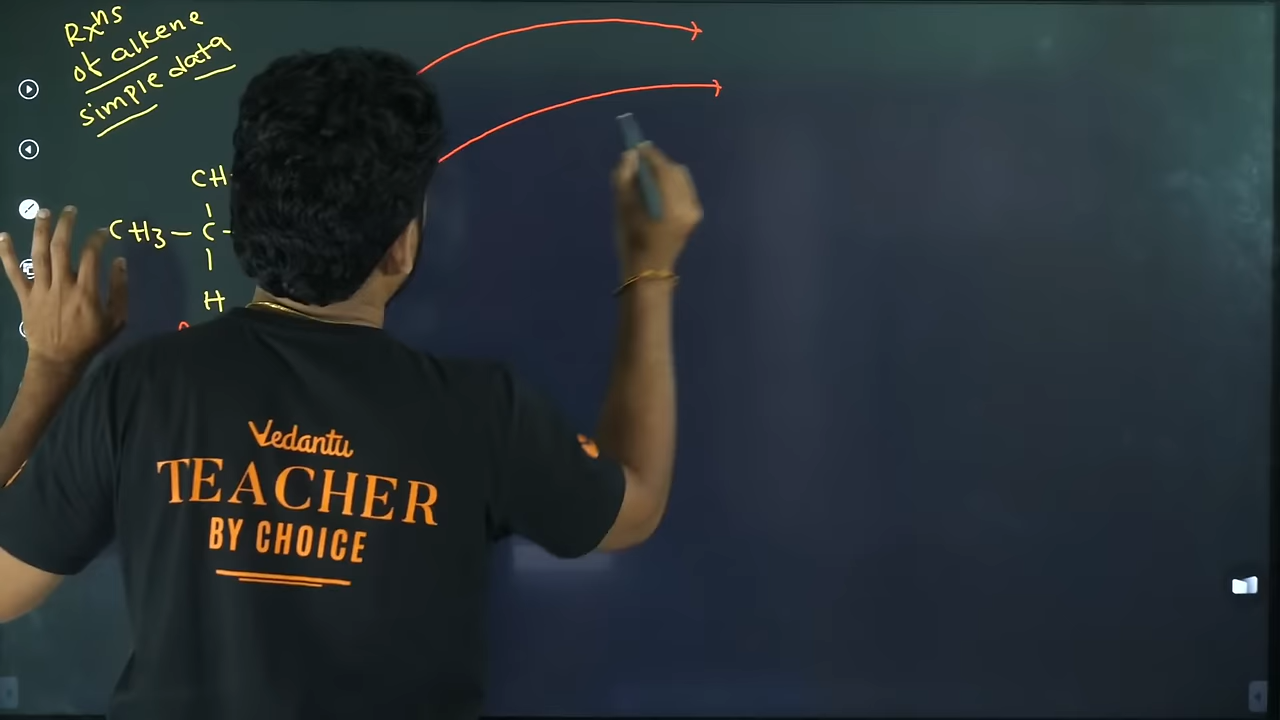 Rxns
of alkene
simple data
CH
CH3 – C –
H
Vedantu
TEACHER
BY CHOICE